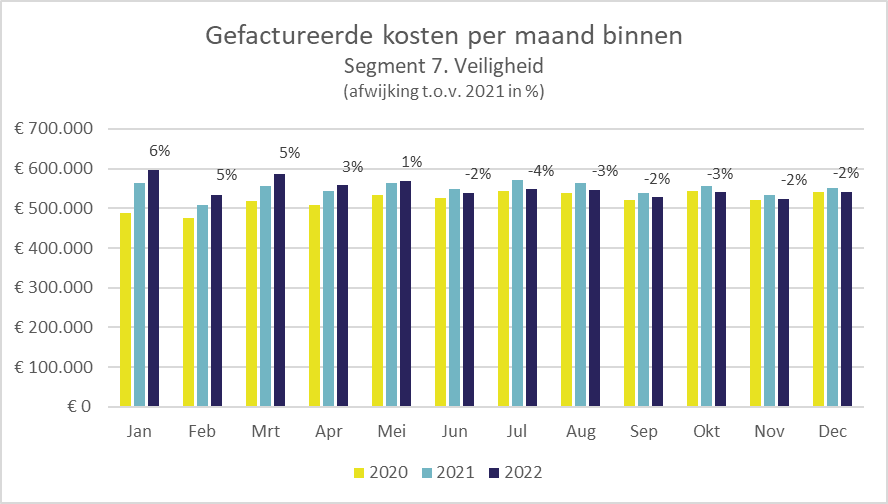 Gefactureerde kosten per maand binnen
Segment 7. Veiligheid
(afwijking t.o.v. 2021 in %)
€ 700.000
€ 600.000
€ 500.000
€ 400.000
€ 300.000
€ 200.000
€ 100.000
€ 0
6% 5% 5% 3% 1% -2% -4% -3% -2% -3% -2% -2%
Jan Feb Mrt Apr Mei Jun Jul Aug Sep Okt Nov Dec
2020 2021 2022